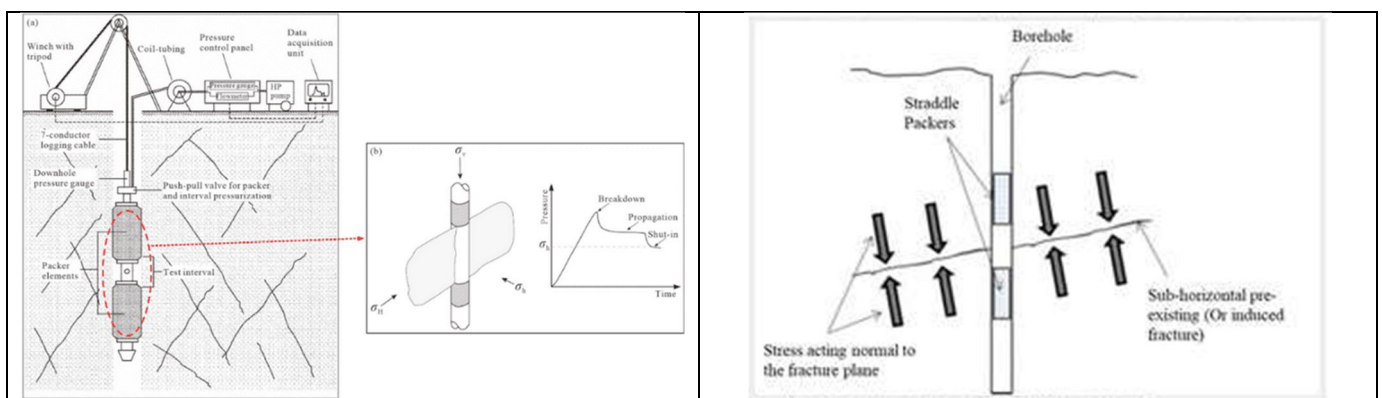 (a)
Winch with
tripod
Coil-tubing
Pressure
control panel
Data
acquisition
unit
Pressure gauge
Flowmeter
HP
pump
7-conductor
logging cable
Downhole
pressure gauge
Push-pull valve for packer
and interval pressurization
Packer
elements
Test interval
(b)
σv
σH
σh
Pressure
Breakdown
Propagation
Shut-in
σh
Time
Borehole
Straddle
Packers
Sub-horizontal pre-
existing (Or induced
fracture)
Stress acting normal to
the fracture plane